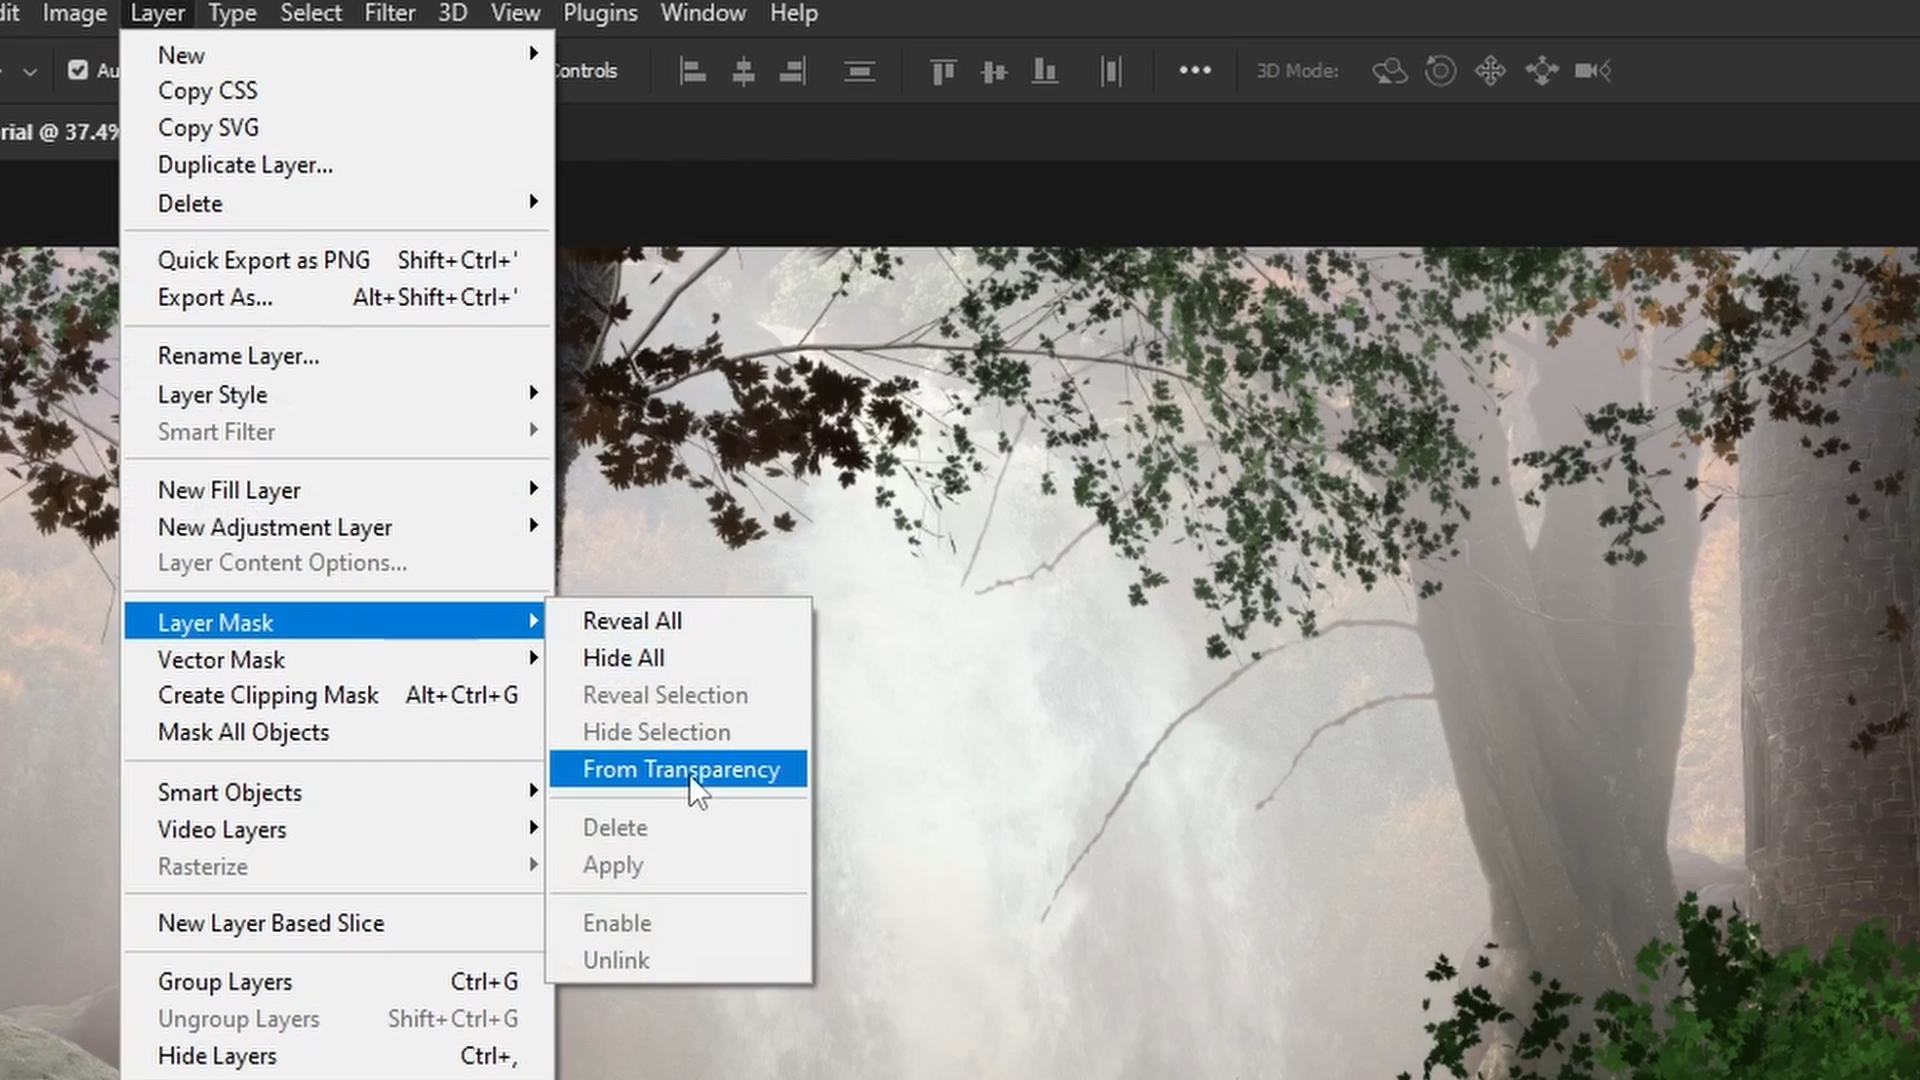 dit Image Layer Type Select Filter 3D View Plugins Window Help
Au Controls 3D Mode:
rial @ 37.4%
New
Copy CSS
Copy SVG
Duplicate Layer...
Delete
Quick Export as PNG Shift+Ctrl+'
Export As... Alt+Shift+Ctrl+'
Rename Layer...
Layer Style
Smart Filter
New Fill Layer
New Adjustment Layer
Layer Content Options...
Layer Mask
Vector Mask
Create Clipping Mask Alt+Ctrl+G
Mask All Objects
Smart Objects
Video Layers
Rasterize
New Layer Based Slice
Group Layers Ctrl+G
Ungroup Layers Shift+Ctrl+G
Hide Layers Ctrl+,
Reveal All
Hide All
Reveal Selection
Hide Selection
From Transparency
Delete
Apply
Enable
Unlink